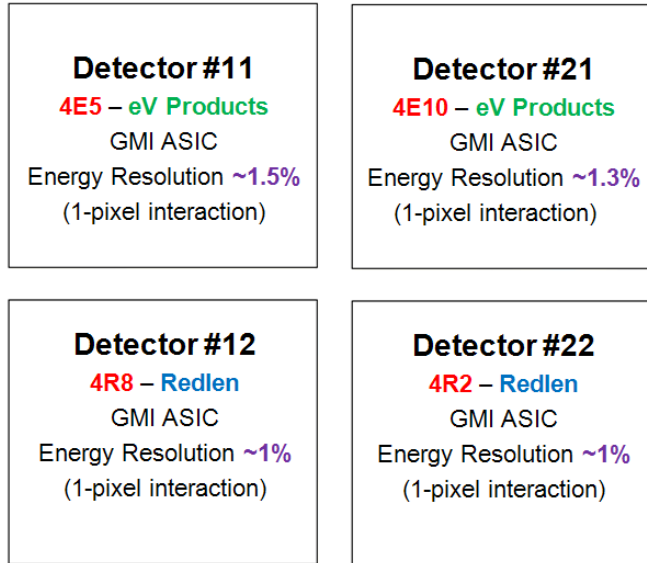 Detector #11
4E5 – eV Products
GMI ASIC
Energy Resolution ~1.5%
(1-pixel interaction)
Detector #21
4E10 – eV Products
GMI ASIC
Energy Resolution ~1.3%
(1-pixel interaction)
Detector #12
4R8 – Redlen
GMI ASIC
Energy Resolution ~1%
(1-pixel interaction)
Detector #22
4R2 – Redlen
GMI ASIC
Energy Resolution ~1%
(1-pixel interaction)